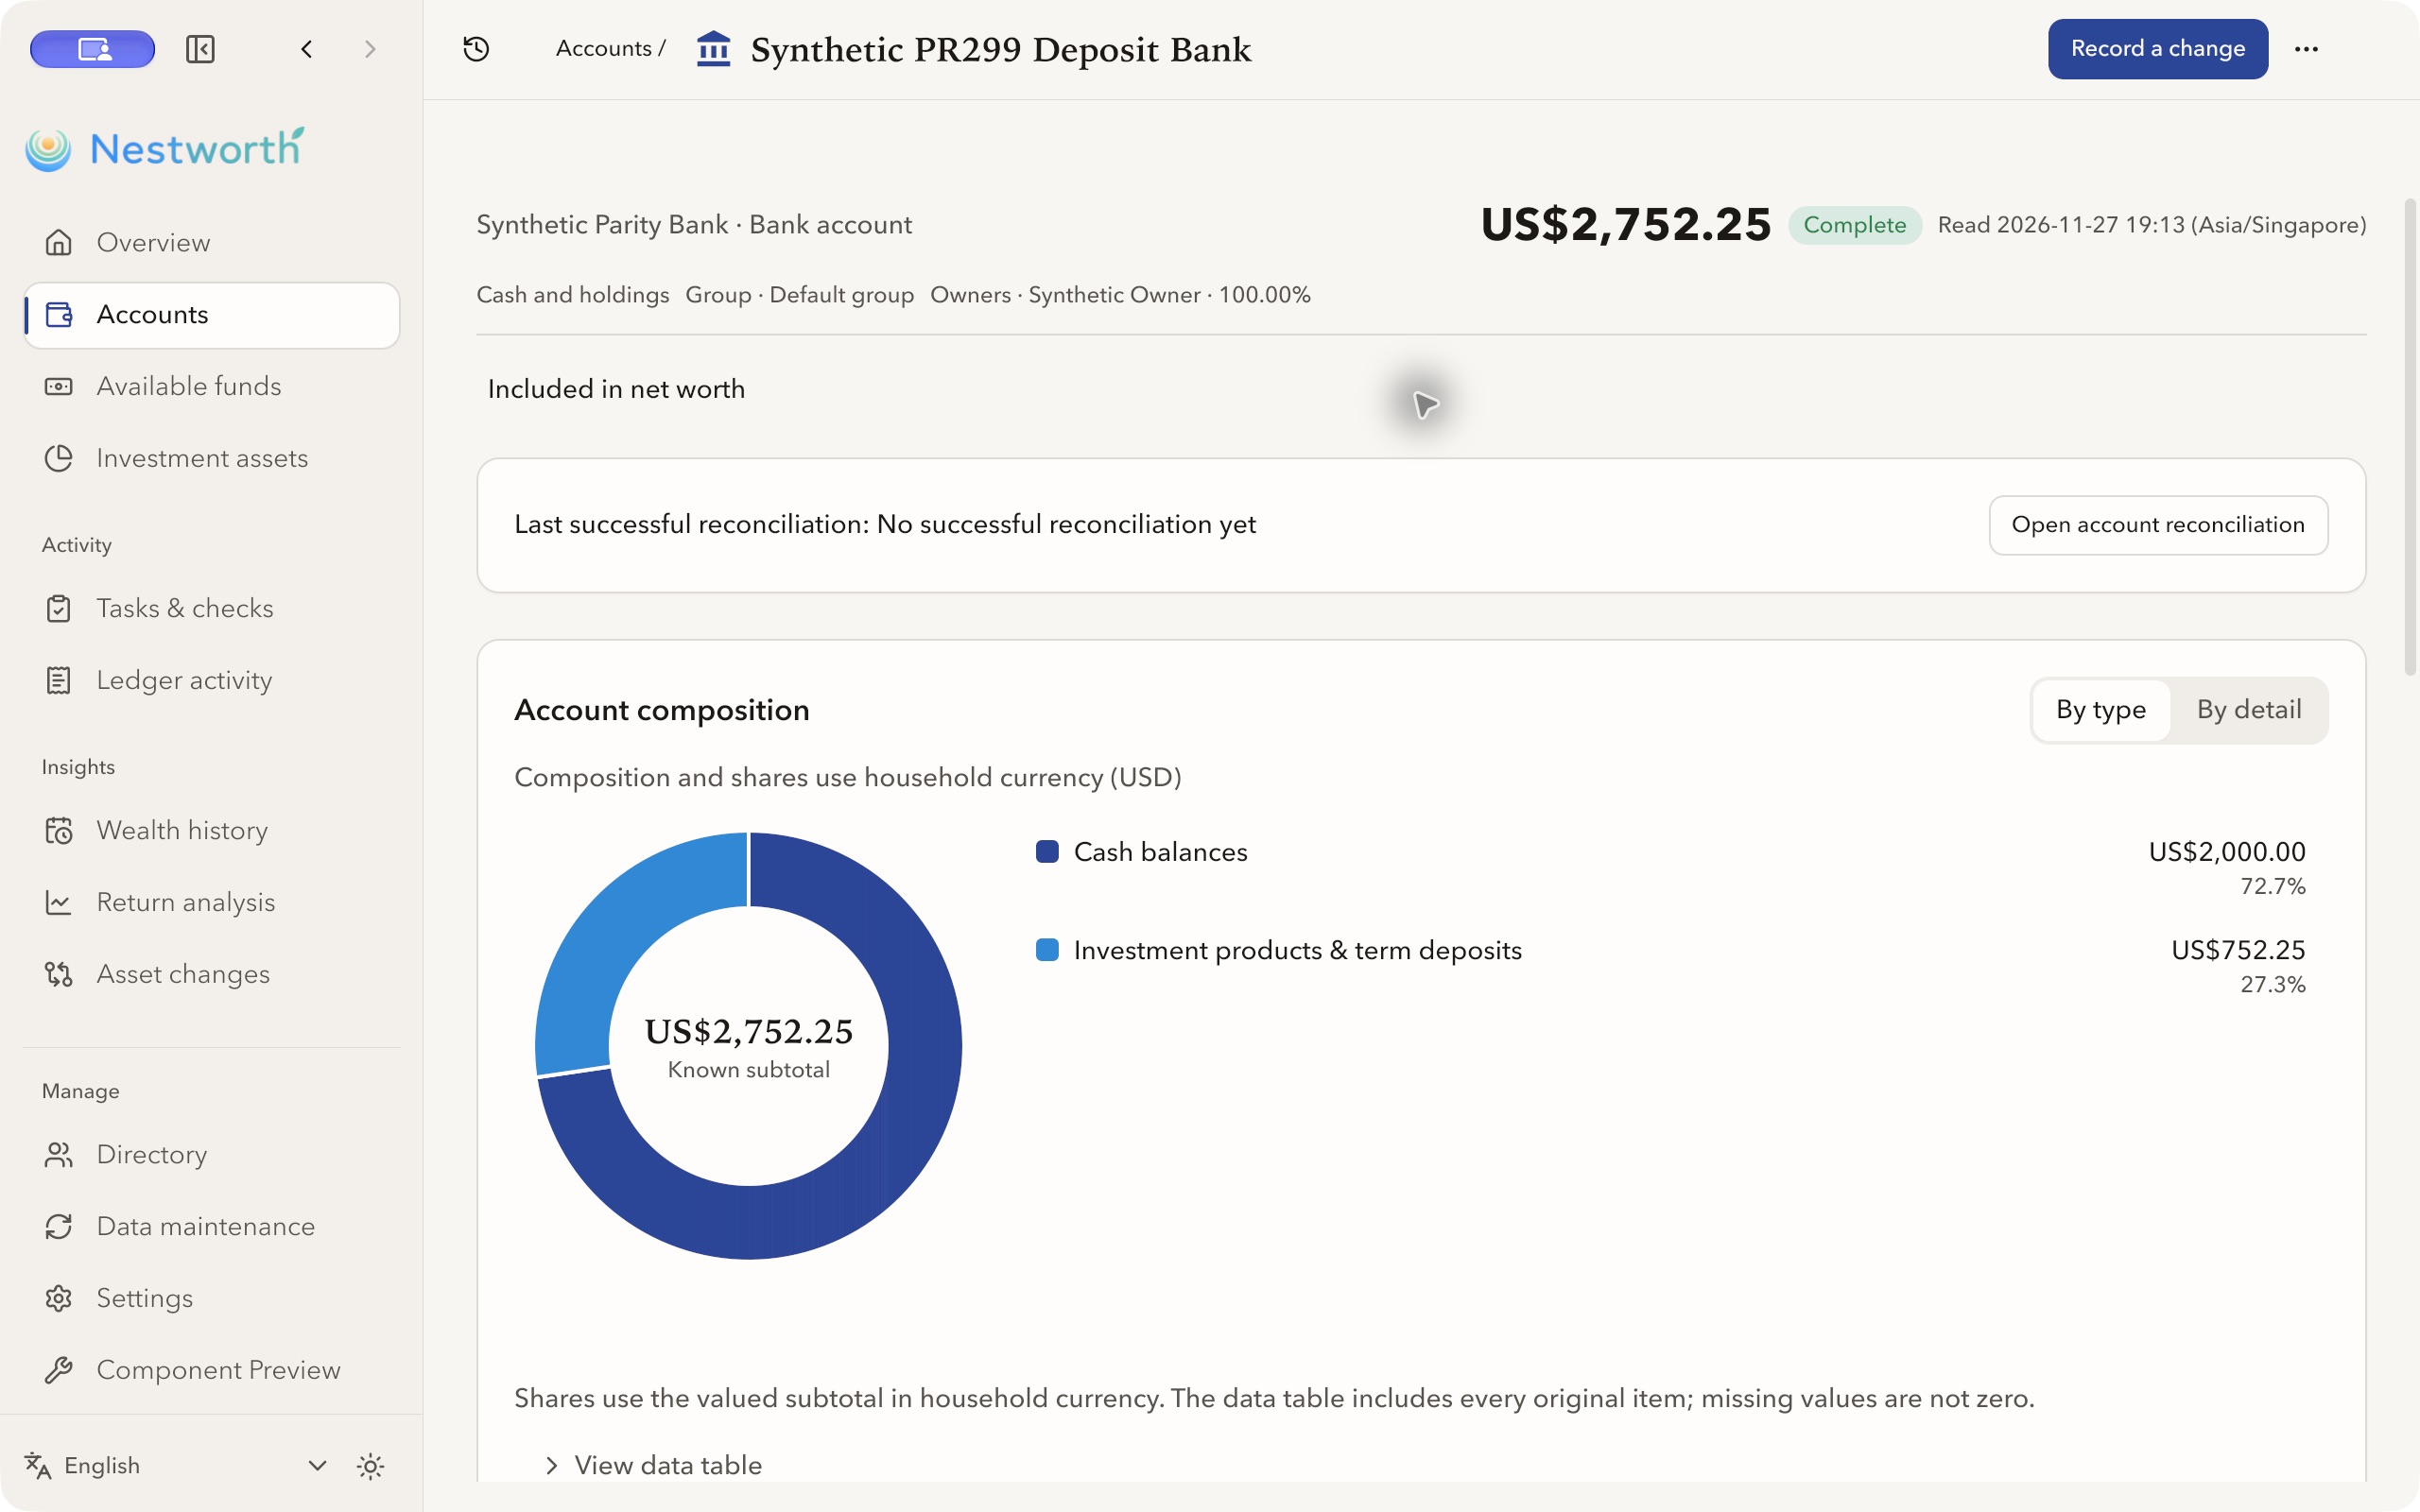 Accounts /
Synthetic PR299 Deposit Bank
Record a change
Nestworth
Overview
Accounts
Available funds
Investment assets
Activity
Tasks & checks
Ledger activity
Insights
Wealth history
Return analysis
Asset changes
Manage
Directory
Data maintenance
Settings
Component Preview
English
Synthetic Parity Bank · Bank account
US$2,752.25
Complete
Read 2026-11-27 19:13 (Asia/Singapore)
Cash and holdings Group · Default group Owners · Synthetic Owner · 100.00%
Included in net worth
Last successful reconciliation: No successful reconciliation yet
Open account reconciliation
Account composition
By type
By detail
Composition and shares use household currency (USD)
US$2,752.25
Known subtotal
Cash balances
US$2,000.00
72.7%
Investment products & term deposits
US$752.25
27.3%
Shares use the valued subtotal in household currency. The data table includes every original item; missing values are not zero.
View data table